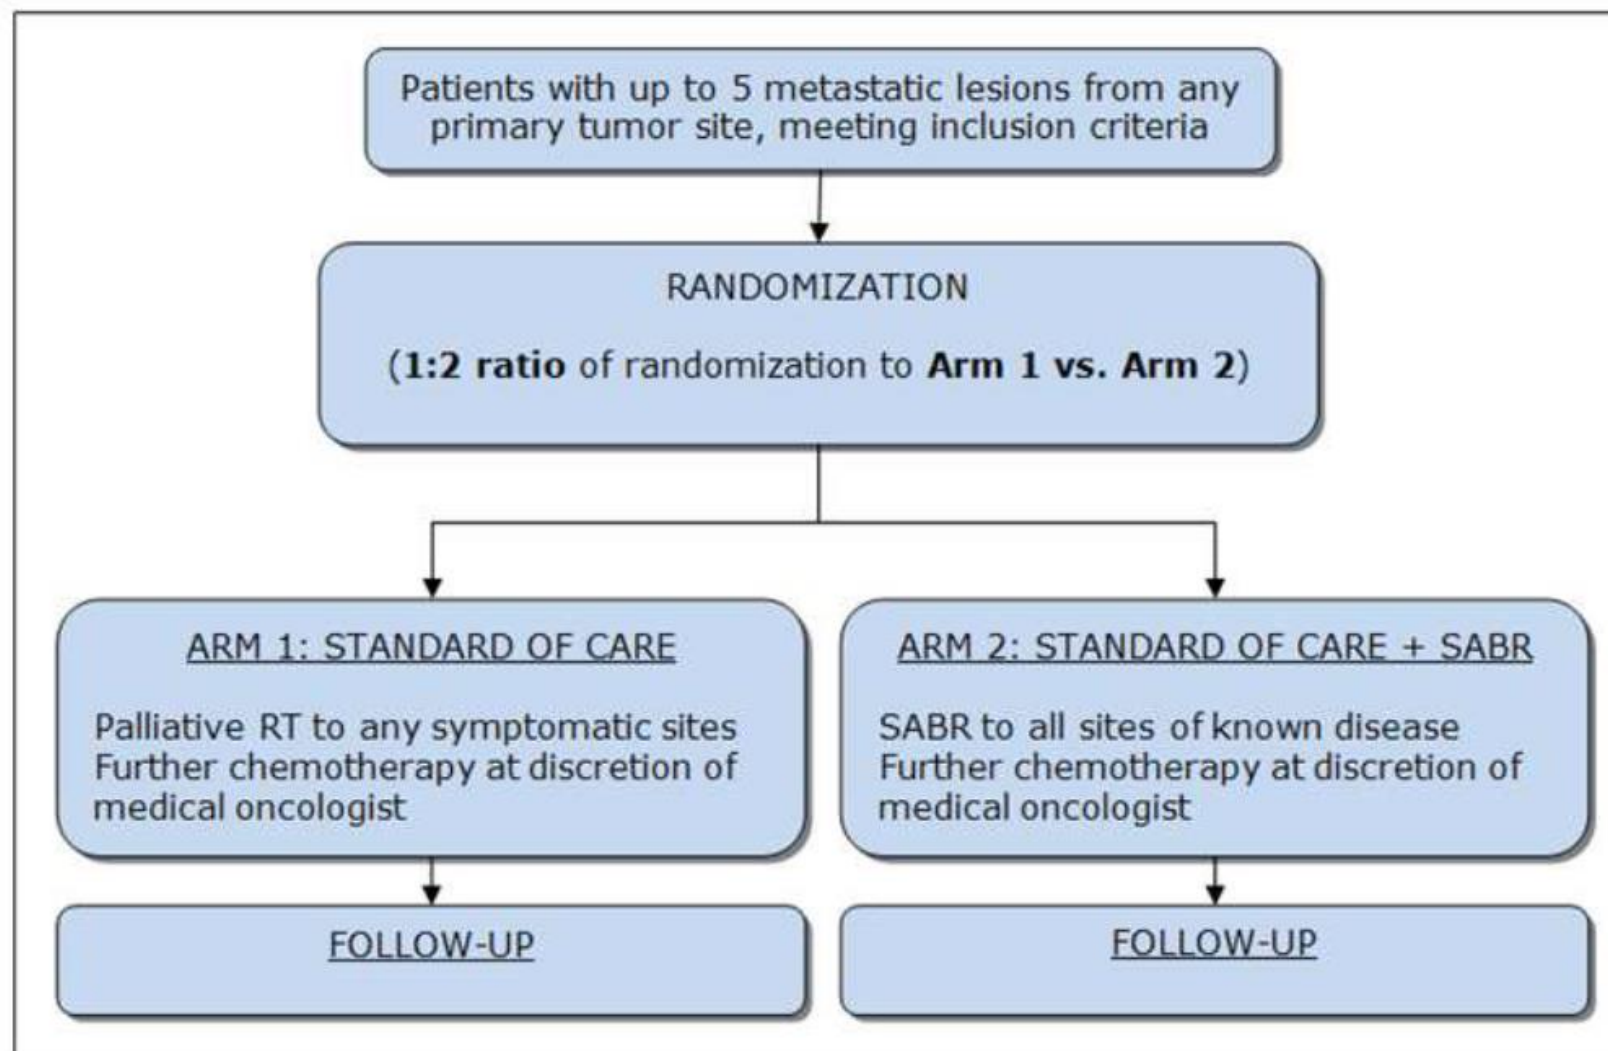 Patients with up to 5 metastatic lesions from any
primary tumor site, meeting inclusion criteria
RANDOMIZATION
(1:2 ratio of randomization to Arm 1 vs. Arm 2)
ARM 1: STANDARD OF CARE
Palliative RT to any symptomatic sites
Further chemotherapy at discretion of
medical oncologist
ARM 2: STANDARD OF CARE + SABR
SABR to all sites of known disease
Further chemotherapy at discretion of
medical oncologist
FOLLOW-UP
FOLLOW-UP